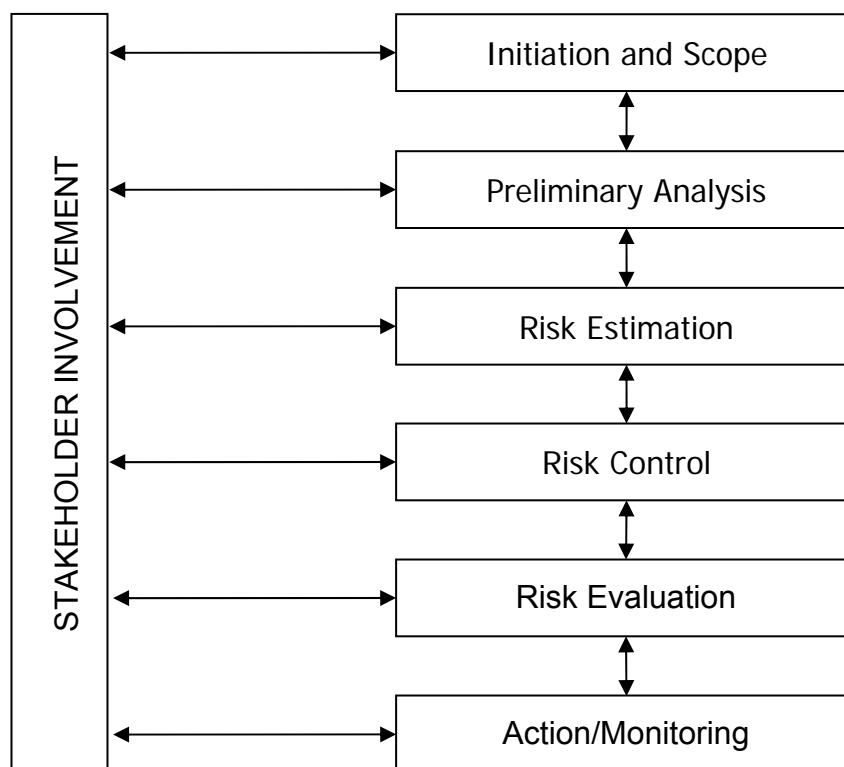 STAKEHOLDER INVOLVEMENT
Initiation and Scope
Preliminary Analysis
Risk Estimation
Risk Control
Risk Evaluation
Action/Monitoring